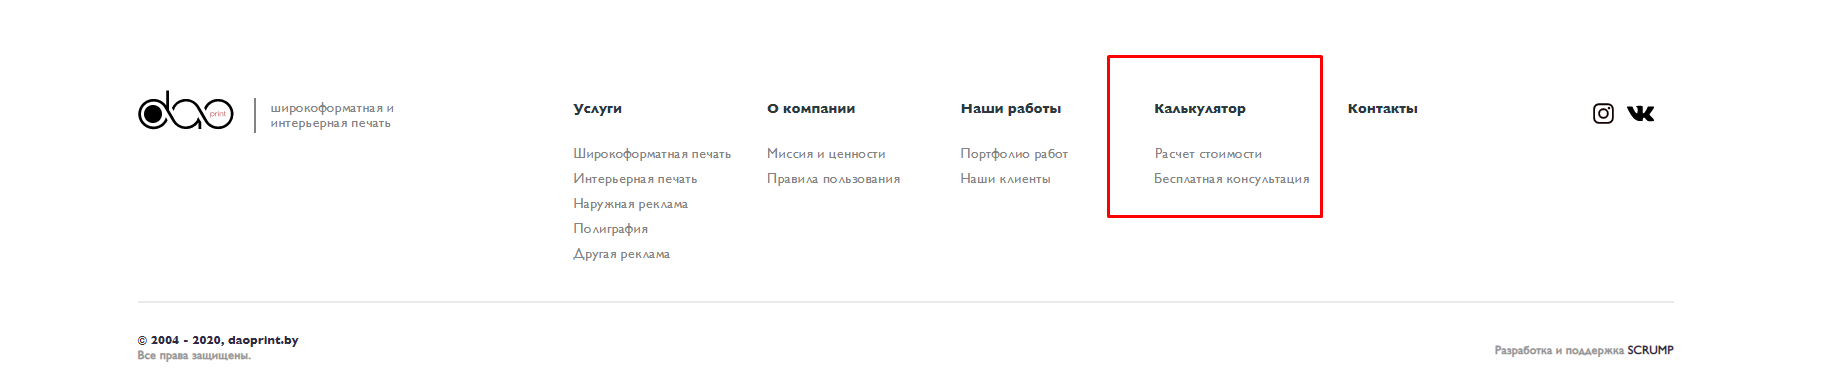 dao
print
широкоформатная и
интерьерная печать
Услуги
Широкоформатная печать
Интерьерная печать
Наружная реклама
Полиграфия
Другая реклама
О компании
Миссия и ценности
Правила пользования
Наши работы
Портфолио работ
Наши клиенты
Калькулятор
Расчет стоимости
Бесплатная консультация
Контакты
© 2004 - 2020, daoprint.by
Все права защищены.
Разработка и поддержка SCRUMP